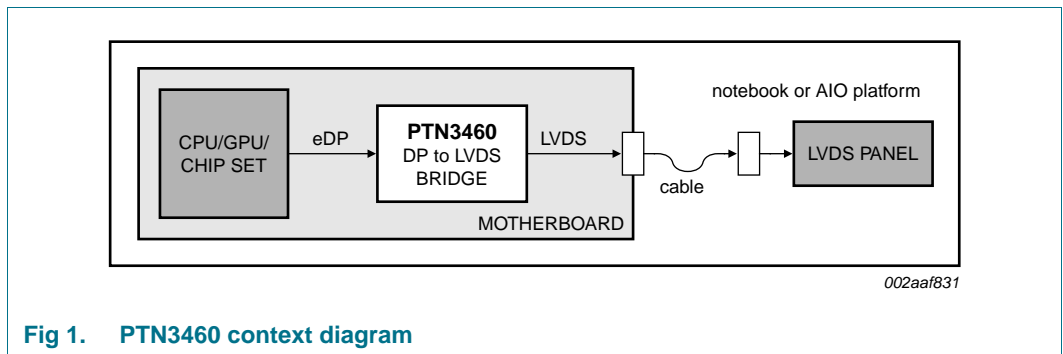 notebook or AIO platform
CPU/GPU/
CHIP SET
eDP
PTN3460
DP to LVDS
BRIDGE
LVDS
MOTHERBOARD
cable
LVDS PANEL
002aaf831
Fig 1. PTN3460 context diagram